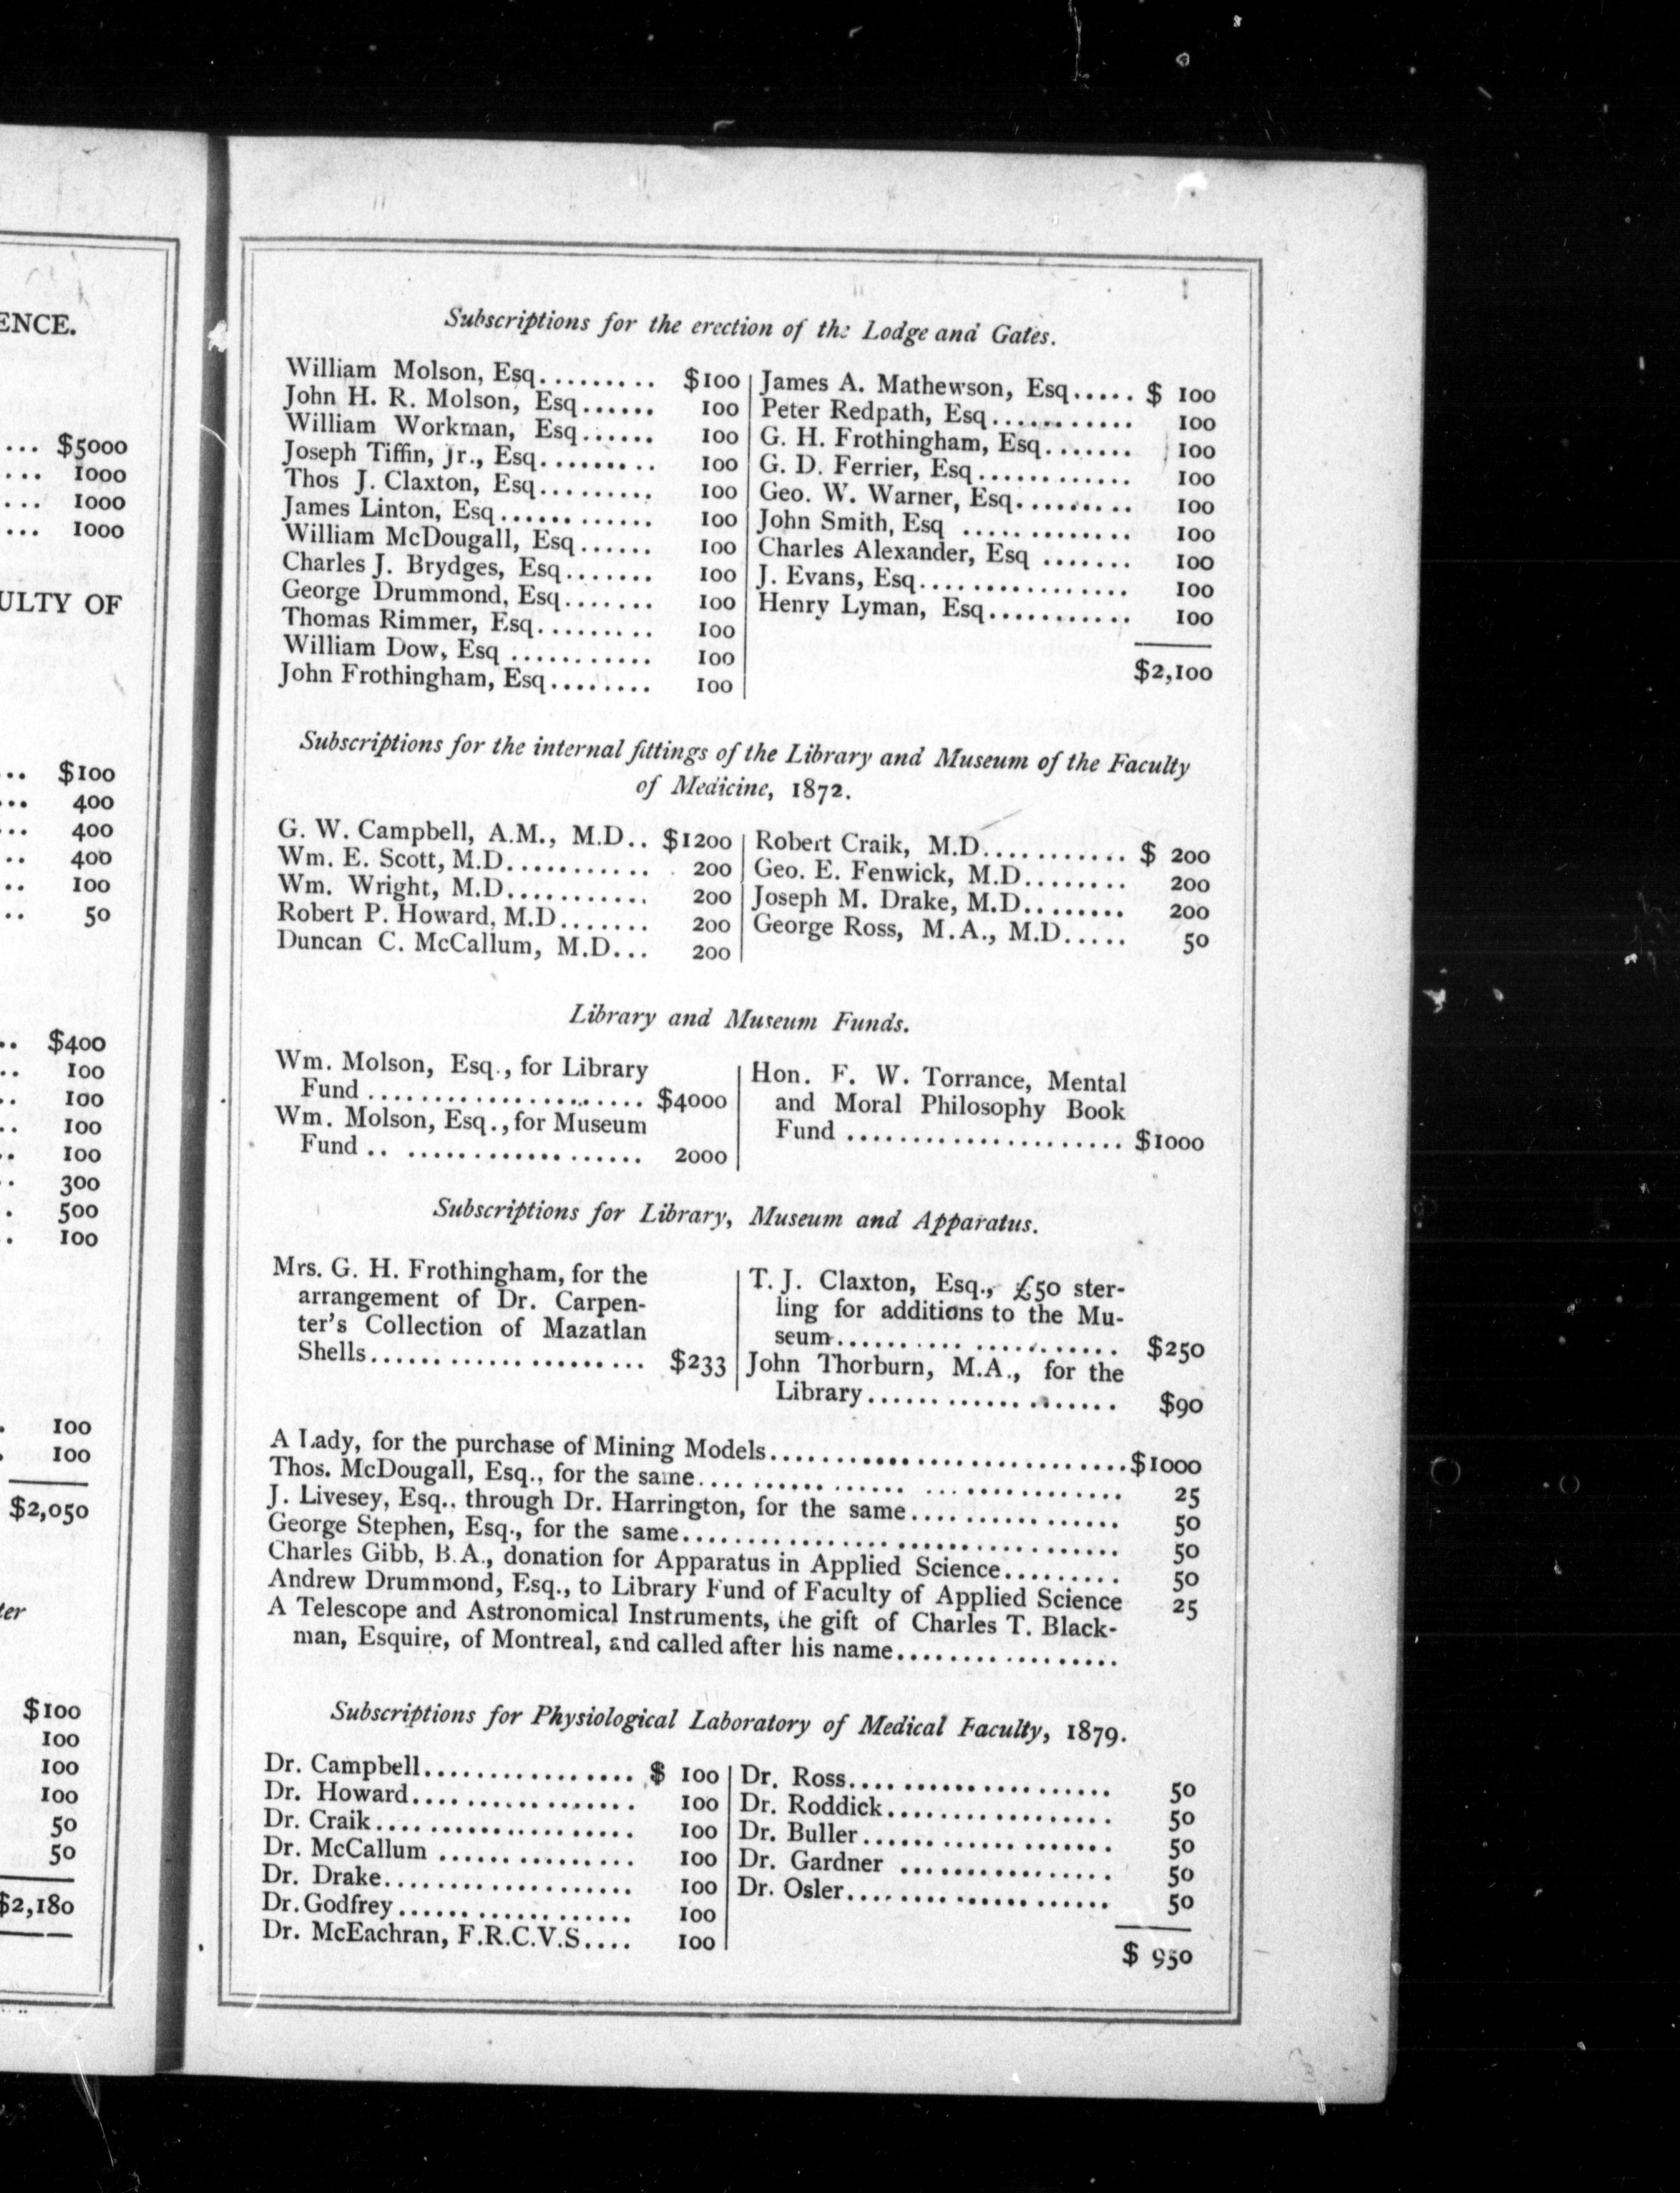 ENCE.
... $5000
.... 1000
... 1000
... 1000
ULTY OF
.. $100
... 400
... 400
.. 400
.. 100
.. 50
.. $400
.. 100
.. 100
.. 100
.. 100
.. 300
. 500
. 100
. 100
. 100
$2,050
ter
$100
100
100
100
50
50
$2,180
Subscriptions for the erection of the Lodge and Gates.
William Molson, Esq......... $100
John H. R. Molson, Esq...... 100
William Workman, Esq...... 100
Joseph Tiffin, Jr., Esq......... 100
Thos J. Claxton, Esq......... 100
James Linton, Esq............ 100
William McDougall, Esq...... 100
Charles J. Brydges, Esq....... 100
George Drummond, Esq....... 100
Thomas Rimmer, Esq......... 100
William Dow, Esq ........... 100
John Frothingham, Esq........ 100
James A. Mathewson, Esq..... $ 100
Peter Redpath, Esq........... 100
G. H. Frothingham, Esq....... 100
G. D. Ferrier, Esq............ 100
Geo. W. Warner, Esq......... 100
John Smith, Esq ............. 100
Charles Alexander, Esq ....... 100
J. Evans, Esq................ 100
Henry Lyman, Esq........... 100
$2,100
Subscriptions for the internal fittings of the Library and Museum of the Faculty
of Medicine, 1872.
G. W. Campbell, A.M., M.D.. $1200
Wm. E. Scott, M.D........... 200
Wm. Wright, M.D........... 200
Robert P. Howard, M.D....... 200
Duncan C. McCallum, M.D... 200
Robert Craik, M.D........... $ 200
Geo. E. Fenwick, M.D........ 200
Joseph M. Drake, M.D........ 200
George Ross, M.A., M.D..... 50
Library and Museum Funds.
Wm. Molson, Esq., for Library
Fund ..................... $4000
Wm. Molson, Esq., for Museum
Fund .. .................. 2000
Hon. F. W. Torrance, Mental
and Moral Philosophy Book
Fund ..................... $1000
Subscriptions for Library, Museum and Apparatus.
Mrs. G. H. Frothingham, for the
arrangement of Dr. Carpen-
ter's Collection of Mazatlan
Shells..................... $233
T. J. Claxton, Esq., £50 ster-
ling for additions to the Mu-
seum..................... $250
John Thorburn, M.A., for the
Library................... $90
A Lady, for the purchase of Mining Models...........................$1000
Thos. McDougall, Esq., for the same................................ 25
J. Livesey, Esq., through Dr. Harrington, for the same................ 50
George Stephen, Esq., for the same................................. 50
Charles Gibb, B.A., donation for Apparatus in Applied Science......... 50
Andrew Drummond, Esq., to Library Fund of Faculty of Applied Science 25
A Telescope and Astronomical Instruments, the gift of Charles T. Black-
man, Esquire, of Montreal, and called after his name.................
Subscriptions for Physiological Laboratory of Medical Faculty, 1879.
Dr. Campbell................ $ 100
Dr. Howard................. 100
Dr. Craik.................... 100
Dr. McCallum ............... 100
Dr. Drake................... 100
Dr. Godfrey.................. 100
Dr. McEachran, F.R.C.V.S.... 100
Dr. Ross.................... 50
Dr. Roddick................. 50
Dr. Buller................... 50
Dr. Gardner ................ 50
Dr. Osler.................... 50
$ 950